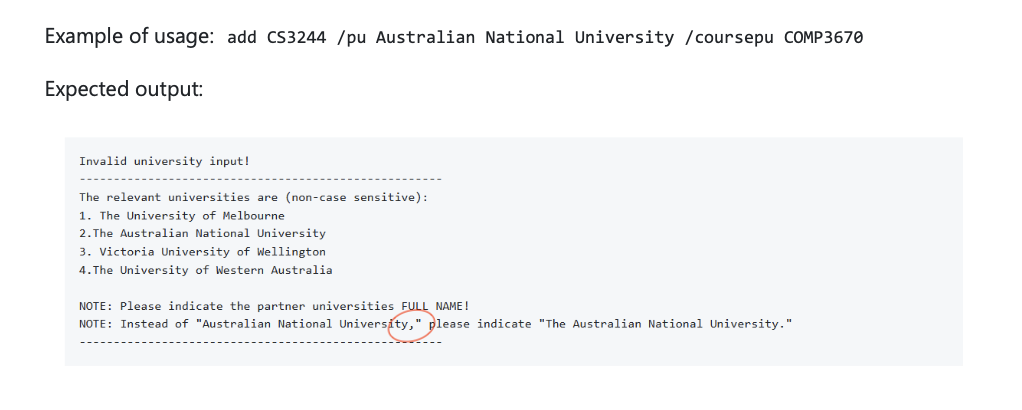 Example of usage: add CS3244 /pu Australian National University /coursepu COMP3670
Expected output:
Invalid university input!
-----------------------------------------------------
The relevant universities are (non-case sensitive):
1. The University of Melbourne
2.The Australian National University
3. Victoria University of Wellington
4.The University of Western Australia
NOTE: Please indicate the partner universities FULL NAME!
NOTE: Instead of "Australian National University," please indicate "The Australian National University."
-----------------------------------------------------